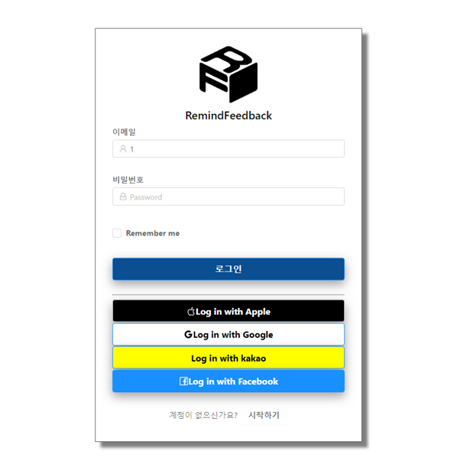 RF
RemindFeedback
이메일
1
비밀번호
Password
Remember me
로그인
Log in with Apple
Log in with Google
Log in with kakao
Log in with Facebook
계정이 없으신가요? 시작하기